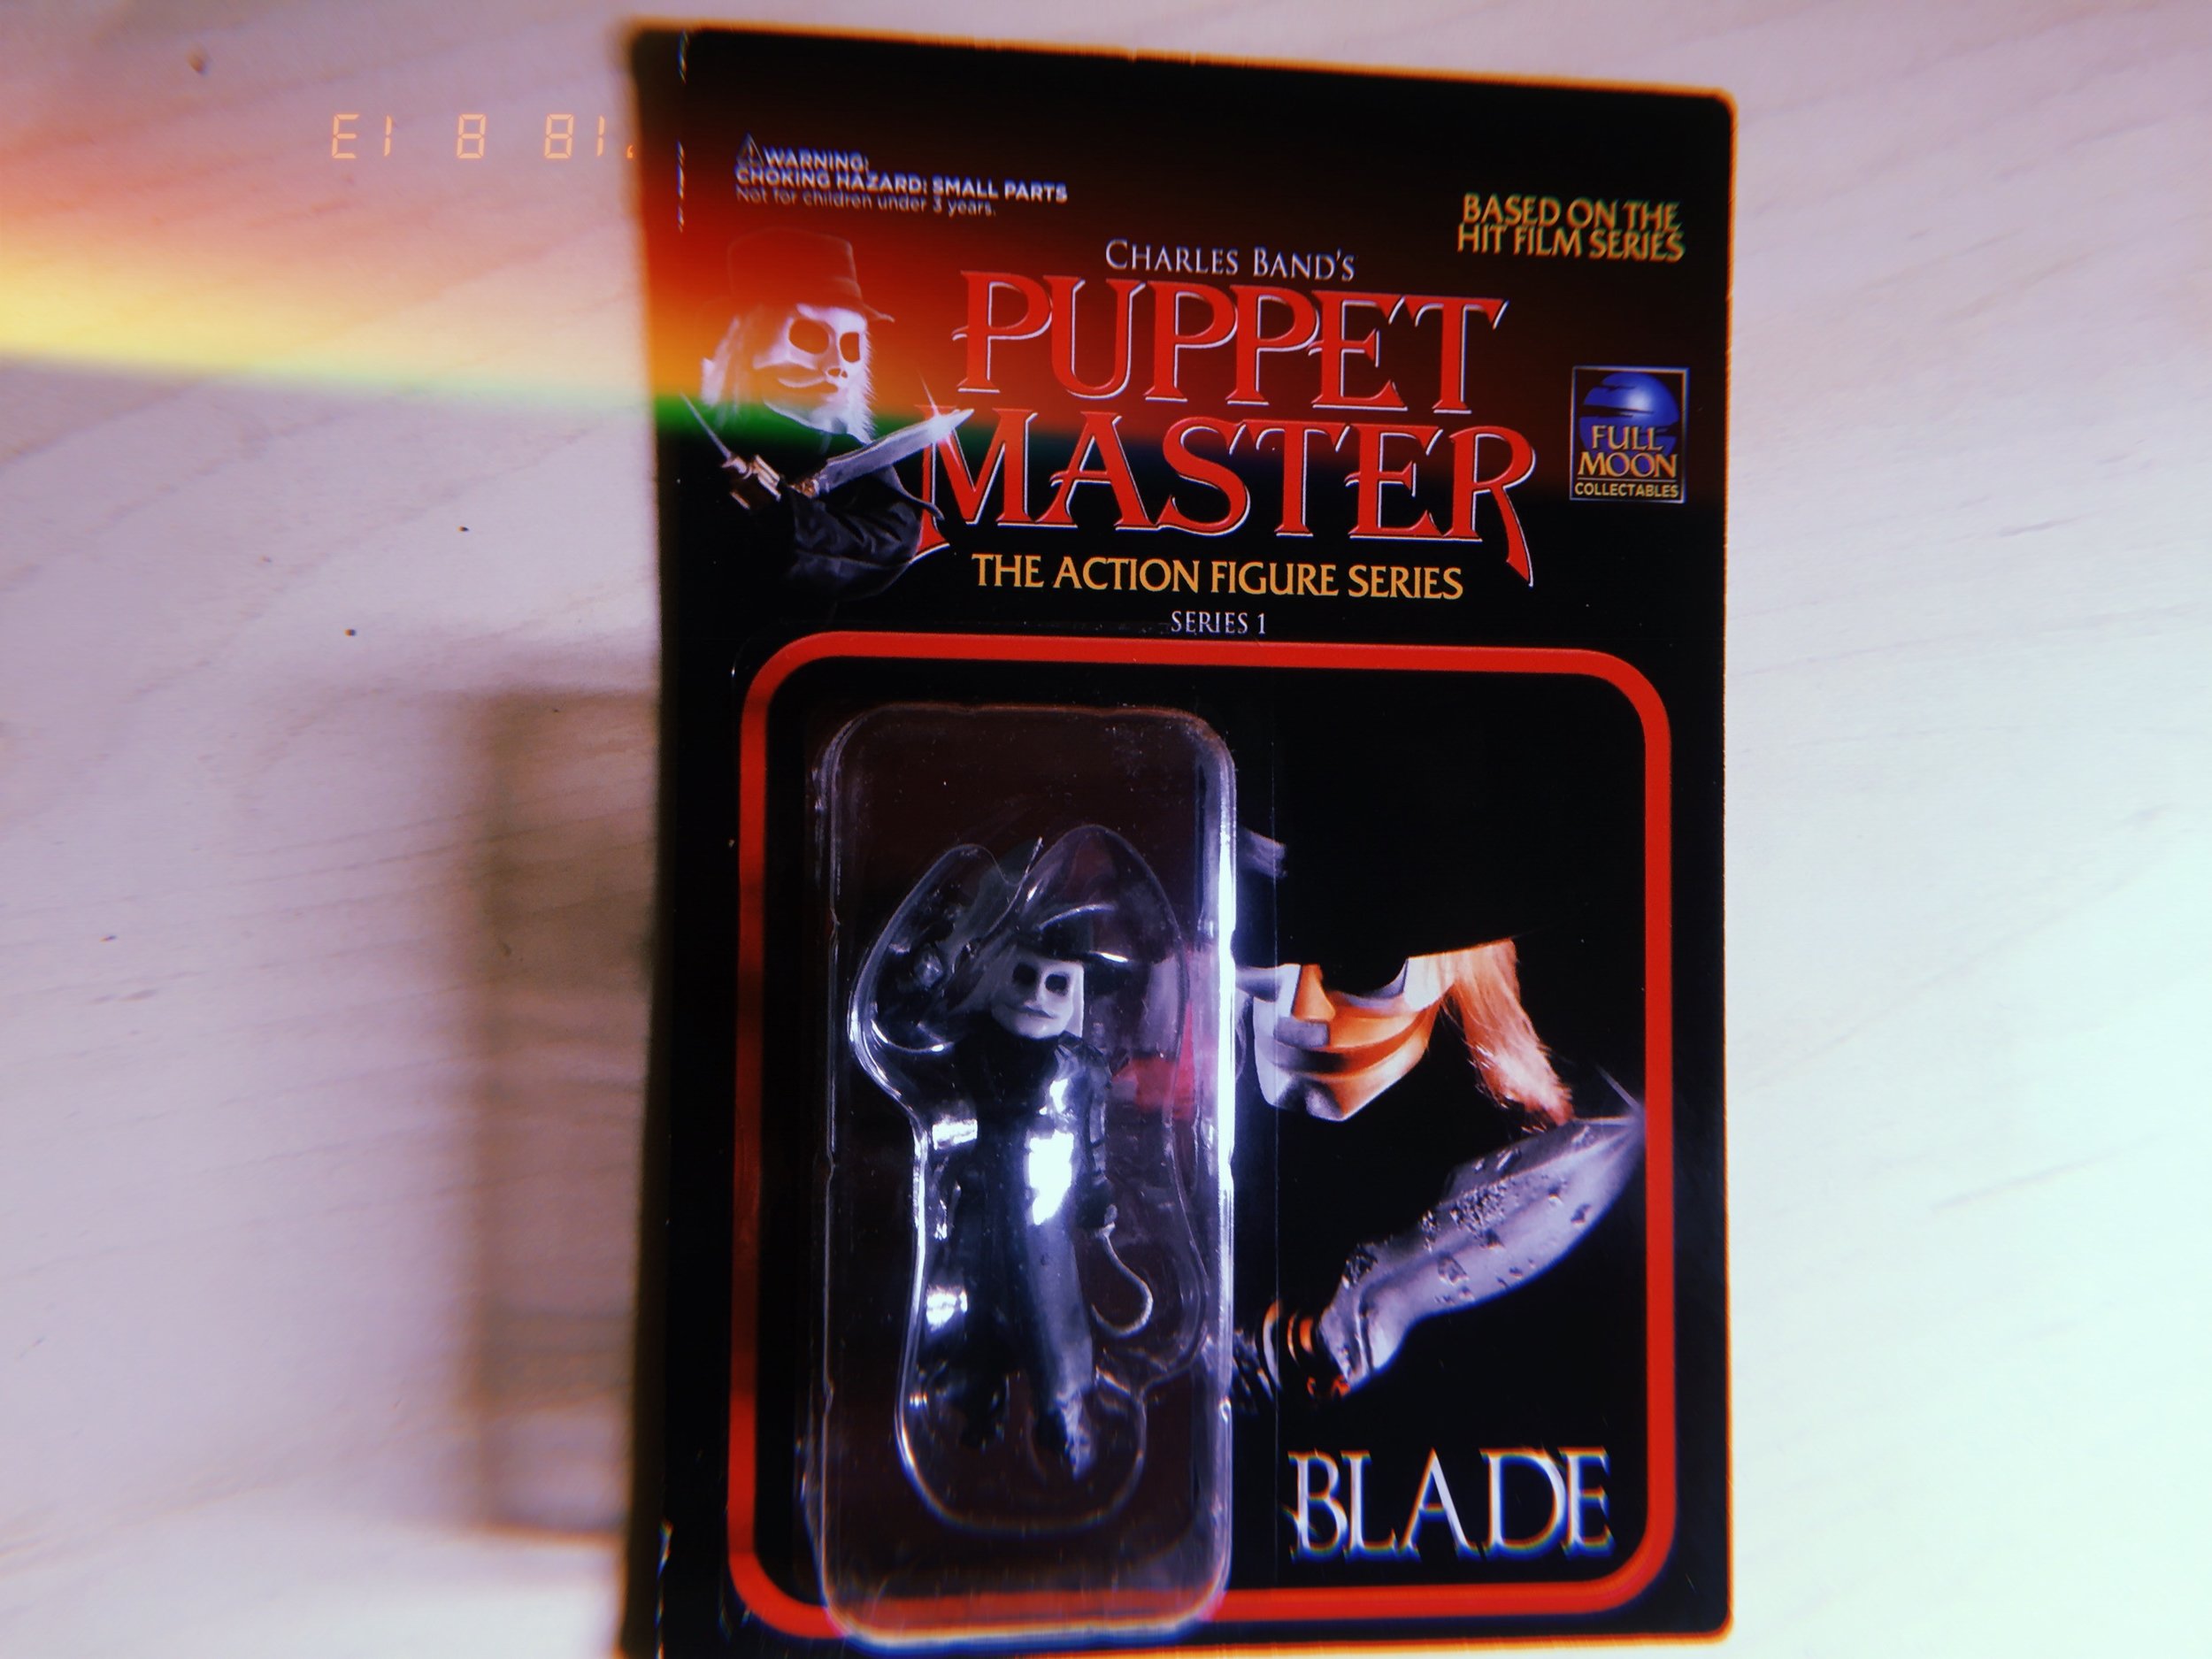 E1 8 81,
WARNING:
CHOKING HAZARD: SMALL PARTS
Not for children under 3 years.
BASED ON THE
HIT FILM SERIES
CHARLES BAND'S
PUPPET
MASTER
FULL
MOON
COLLECTABLES
THE ACTION FIGURE SERIES
SERIES 1
BLADE